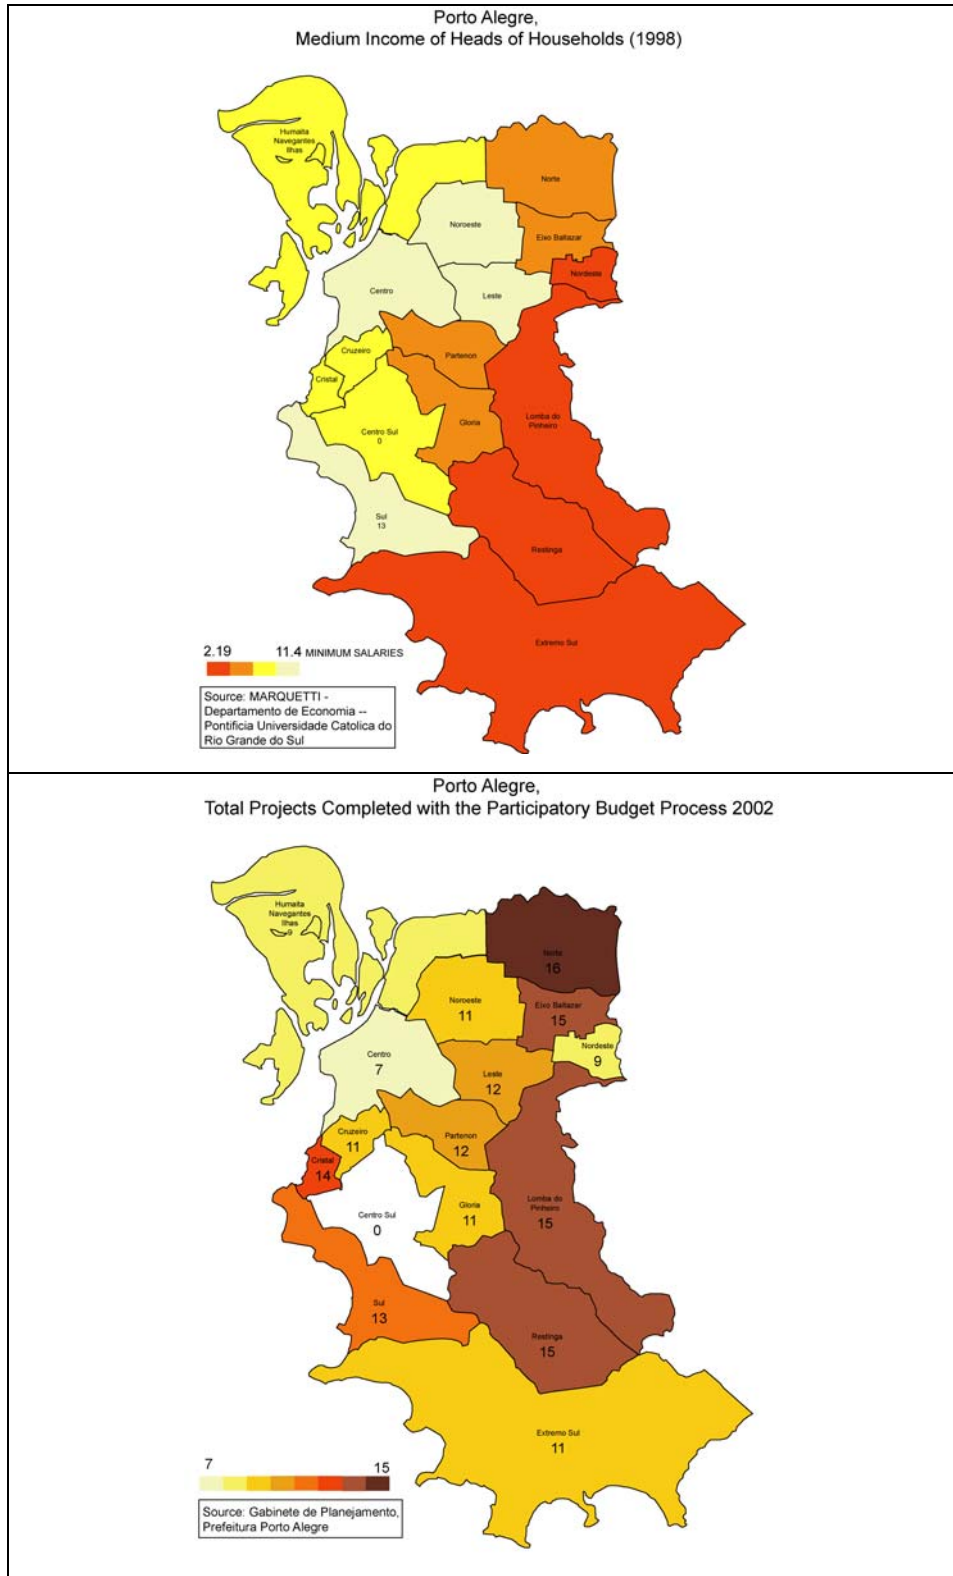 Porto Alegre,
Medium Income of Heads of Households (1998)
Humaita
Navegantes
Ilhas
Norte
Noroeste
Eixo Baltazar
Nordeste
Centro
Leste
Cruzeiro
Partenon
Cristal
Lomba do
Pinheiro
Gloria
Centro Sul
0
Sul
13
Restinga
Extremo Sul
2.19 11.4 MINIMUM SALARIES
Source: MARQUETTI -
Departamento de Economia --
Pontificia Universidade Catolica do
Rio Grande do Sul
Porto Alegre,
Total Projects Completed with the Participatory Budget Process 2002
Humaita
Navegantes
Ilhas
9
Norte
16
Noroeste
11
Eixo Baltazar
15
Nordeste
9
Centro
7
Leste
12
Cruzeiro
11
Partenon
12
Cristal
14
Lomba do
Pinheiro
15
Centro Sul
0
Gloria
11
Sul
13
Restinga
15
Extremo Sul
11
7 15
Source: Gabinete de Planejamento,
Prefeitura Porto Alegre